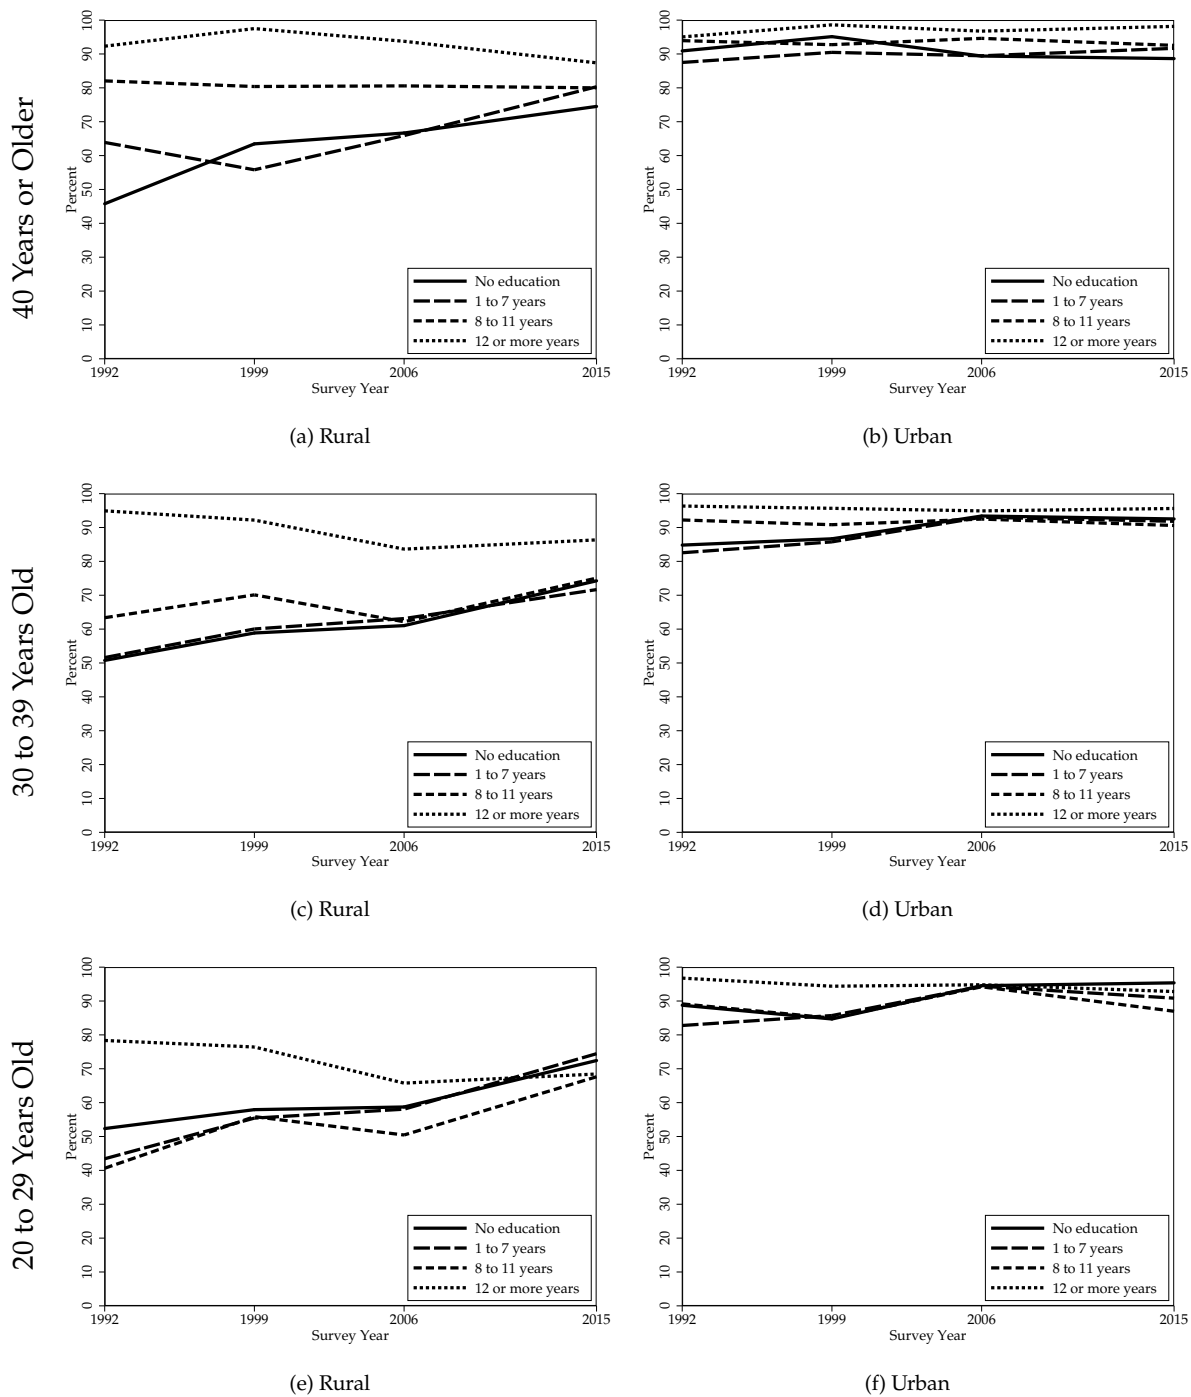 40 Years or Older
Percent
100
90
80
70
60
50
40
30
20
10
0
No education
1 to 7 years
8 to 11 years
12 or more years
1992
1999
2006
2015
Survey Year
(a) Rural
Percent
100
90
80
70
60
50
40
30
20
10
0
No education
1 to 7 years
8 to 11 years
12 or more years
1992
1999
2006
2015
Survey Year
(b) Urban
30 to 39 Years Old
Percent
100
90
80
70
60
50
40
30
20
10
0
No education
1 to 7 years
8 to 11 years
12 or more years
1992
1999
2006
2015
Survey Year
(c) Rural
Percent
100
90
80
70
60
50
40
30
20
10
0
No education
1 to 7 years
8 to 11 years
12 or more years
1992
1999
2006
2015
Survey Year
(d) Urban
20 to 29 Years Old
Percent
100
90
80
70
60
50
40
30
20
10
0
No education
1 to 7 years
8 to 11 years
12 or more years
1992
1999
2006
2015
Survey Year
(e) Rural
Percent
100
90
80
70
60
50
40
30
20
10
0
No education
1 to 7 years
8 to 11 years
12 or more years
1992
1999
2006
2015
Survey Year
(f) Urban